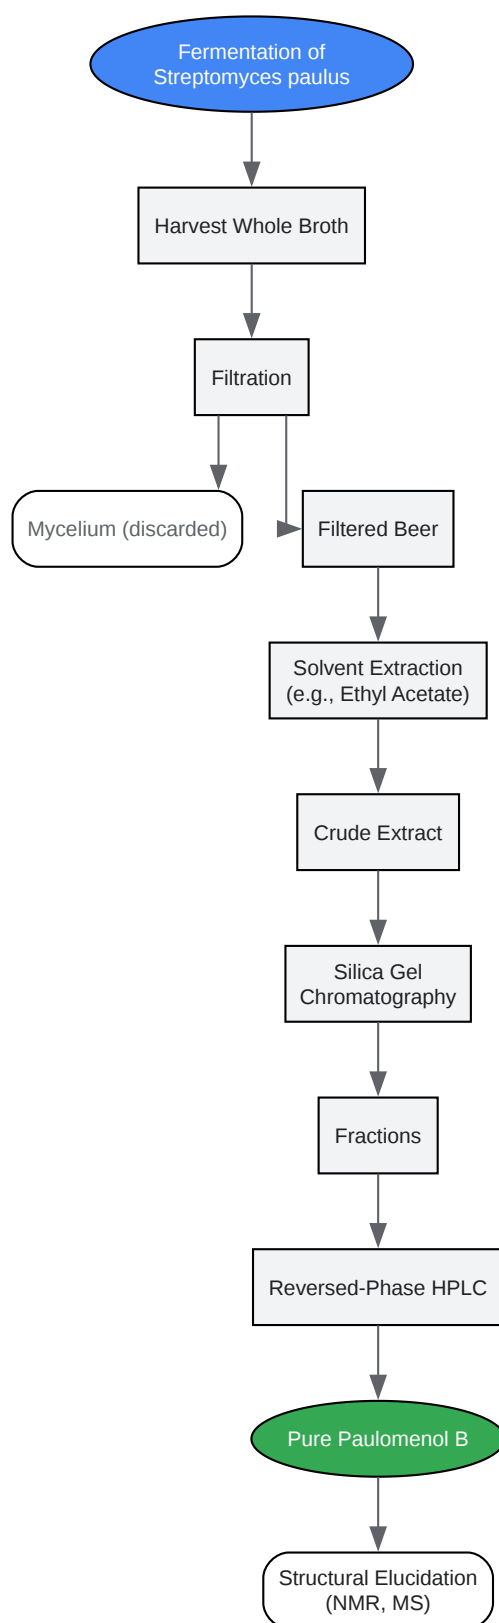 Fermentation of
Streptomyces paulus
Harvest Whole Broth
Filtration
Mycelium (discarded)
Filtered Beer
Solvent Extraction
(e.g., Ethyl Acetate)
Crude Extract
Silica Gel
Chromatography
Fractions
Reversed-Phase HPLC
Pure Paulomenol B
Structural Elucidation
(NMR, MS)